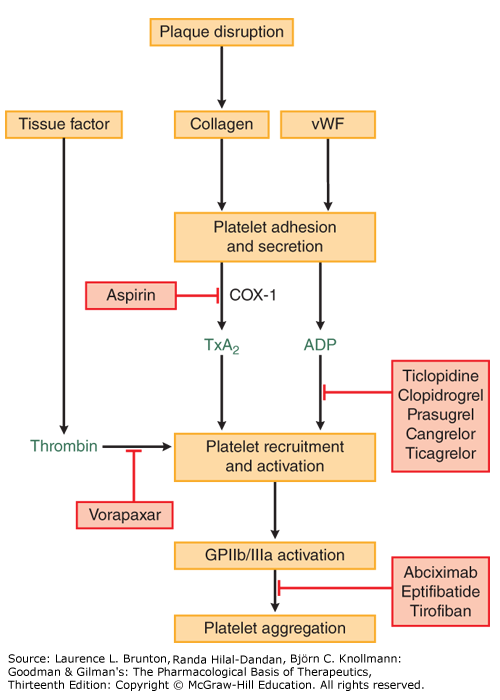 Plaque disruption
Tissue factor
Collagen
vWF
Platelet adhesion
and secretion
Aspirin
COX-1
TxA2
ADP
Ticlopidine
Clopidrogrel
Prasugrel
Cangrelor
Ticagrelor
Thrombin
Platelet recruitment
and activation
Vorapaxar
GPIIb/IIIa activation
Abciximab
Eptifibatide
Tirofiban
Platelet aggregation
Source: Laurence L. Brunton, Randa Hilal-Dandan, Björn C. Knollmann:
Goodman & Gilman's: The Pharmacological Basis of Therapeutics,
Thirteenth Edition: Copyright © McGraw-Hill Education. All rights reserved.